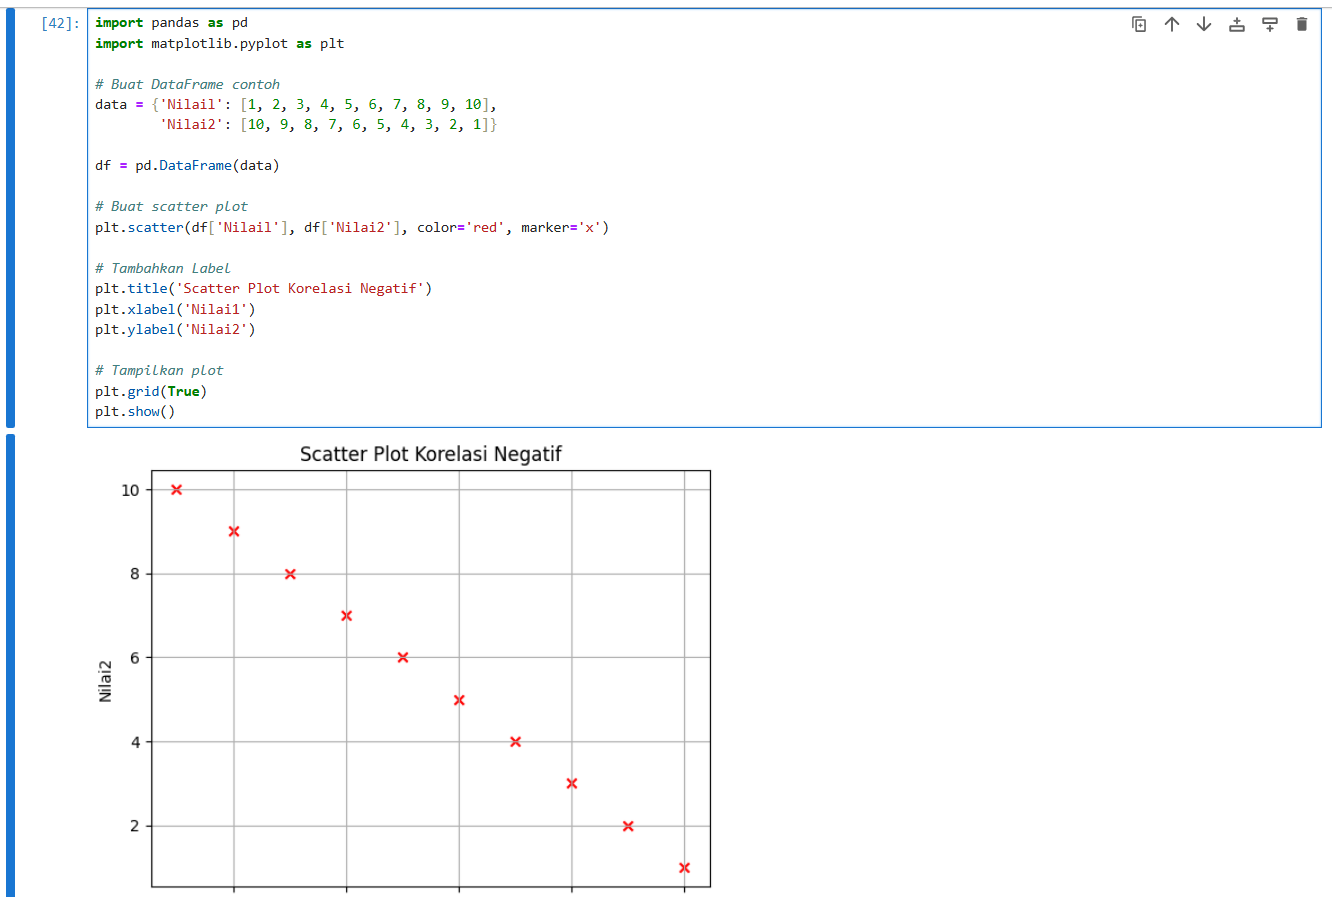 [42]:
import pandas as pd
import matplotlib.pyplot as plt
# Buat DataFrame contoh
data = {'Nilail': [1, 2, 3, 4, 5, 6, 7, 8, 9, 10],
'Nilai2': [10, 9, 8, 7, 6, 5, 4, 3, 2, 1]}
df = pd.DataFrame(data)
# Buat scatter plot
plt.scatter(df['Nilail'], df['Nilai2'], color='red', marker='x')
# Tambahkan Label
plt.title('Scatter Plot Korelasi Negatif')
plt.xlabel('Nilai1')
plt.ylabel('Nilai2')
# Tampilkan plot
plt.grid(True)
plt.show()
Scatter Plot Korelasi Negatif
10
8
6
Nilai2
4
2